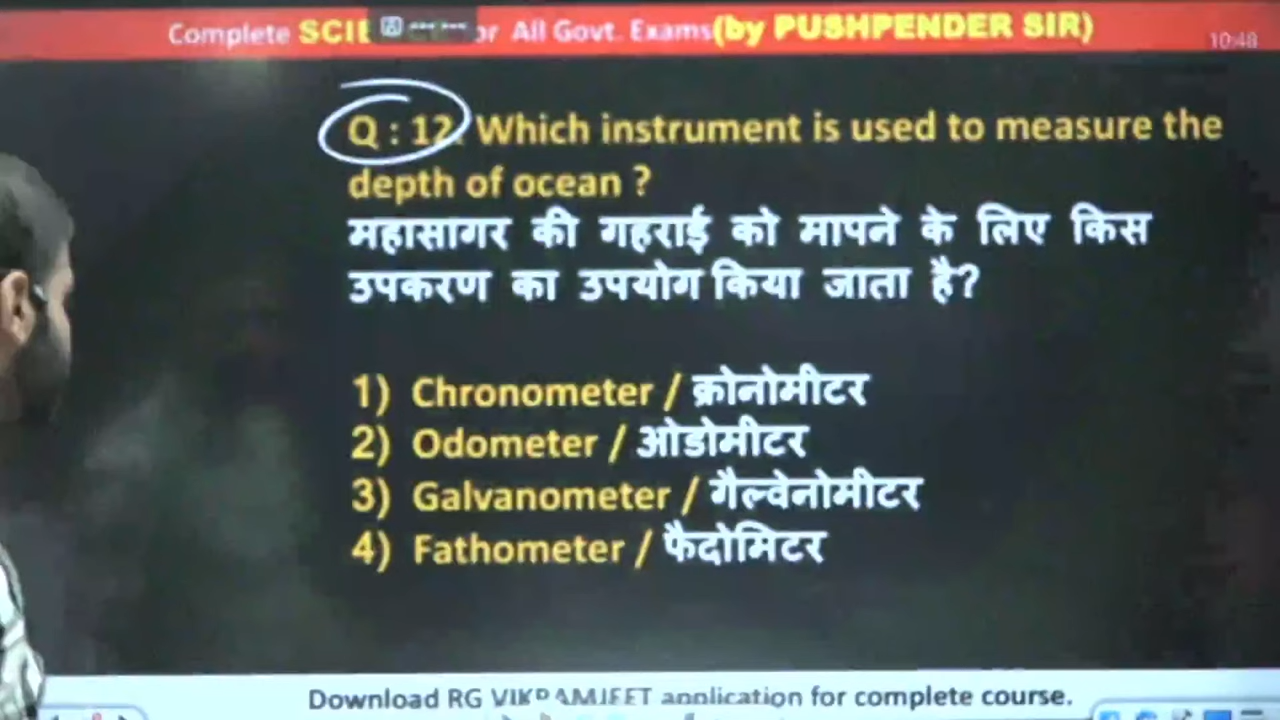 Complete SCIE or All Govt. Exams(by PUSHPENDER SIR)
10:48
Q : 12. Which instrument is used to measure the
depth of ocean ?
महासागर की गहराई को मापने के लिए किस
उपकरण का उपयोग किया जाता है?
1) Chronometer / क्रोनोमीटर
2) Odometer / ओडोमीटर
3) Galvanometer / गैल्वेनोमीटर
4) Fathometer / फैदोमिटर
Download RG VIKRAMJEET application for complete course.